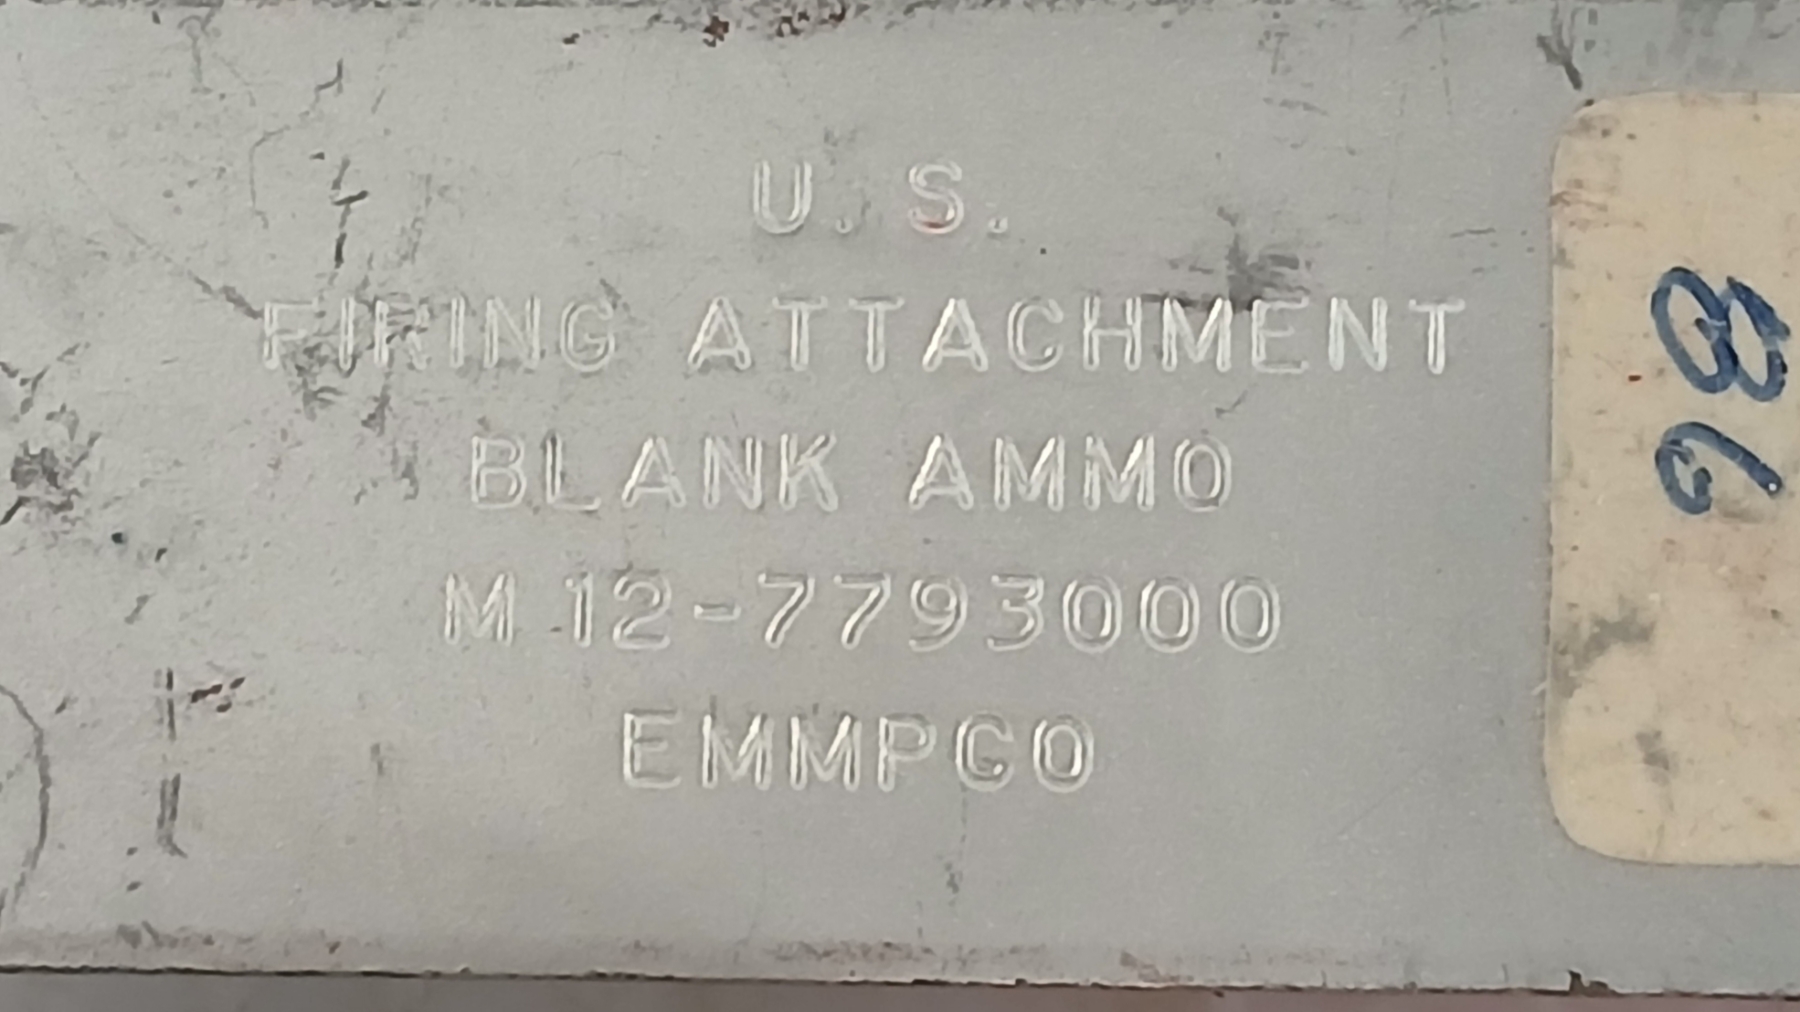 U. S.
FIRING ATTACHMENT
BLANK AMMO
M 12-7793000
EMMPCO
98